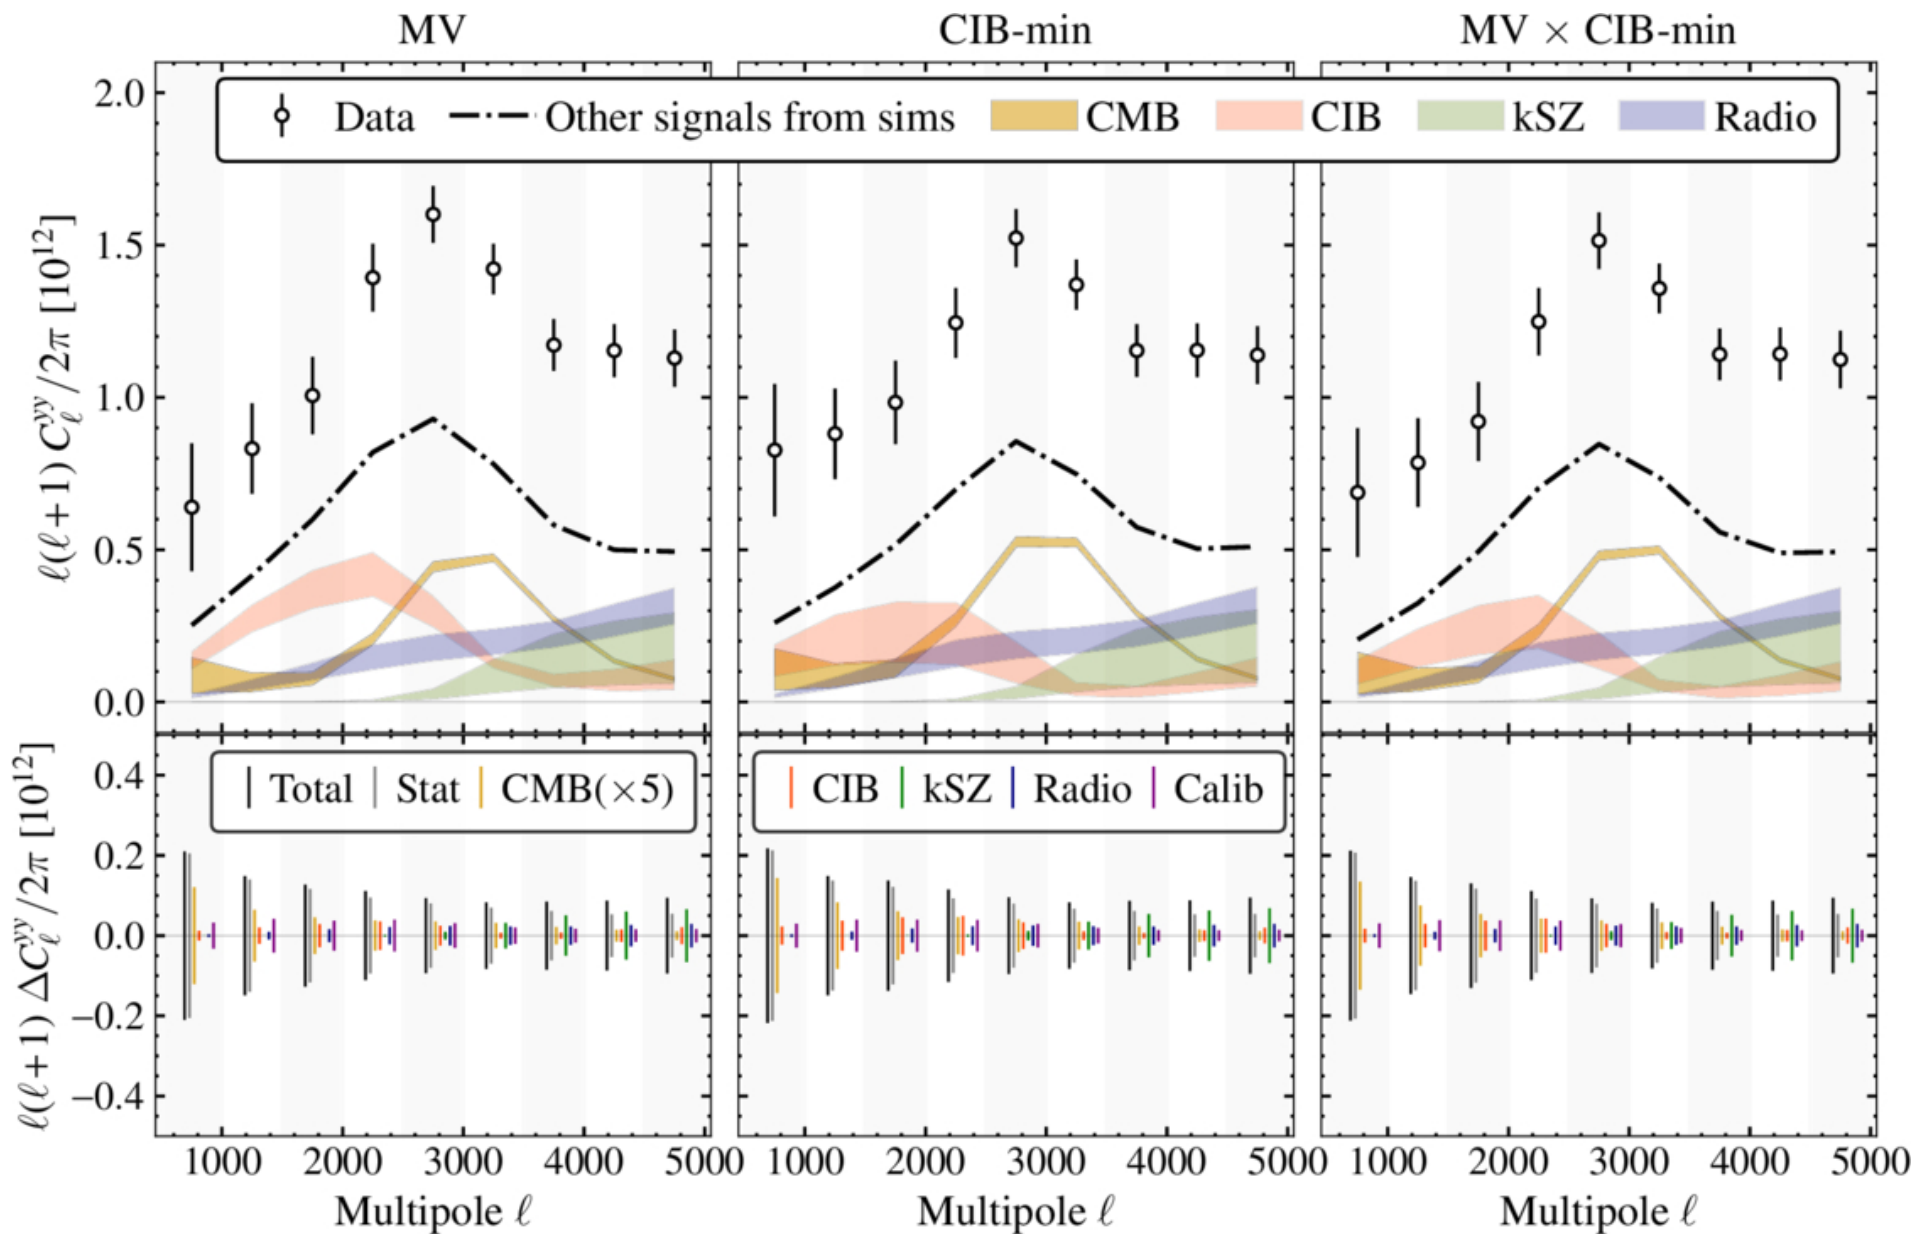 MV CIB-min MV × CIB-min
Data Other signals from sims CMB CIB kSZ Radio
2.0
1.5
1.0
0.5
0.0
ℓ(ℓ+1) C_ℓ^{yy}/2π [10^{12}]
Total Stat CMB(×5)
CIB kSZ Radio Calib
0.4
0.2
0.0
−0.2
−0.4
ℓ(ℓ+1) ΔC_ℓ^{yy}/2π [10^{12}]
1000 2000 3000 4000 5000 1000 2000 3000 4000 5000 1000 2000 3000 4000 5000
Multipole ℓ Multipole ℓ Multipole ℓ